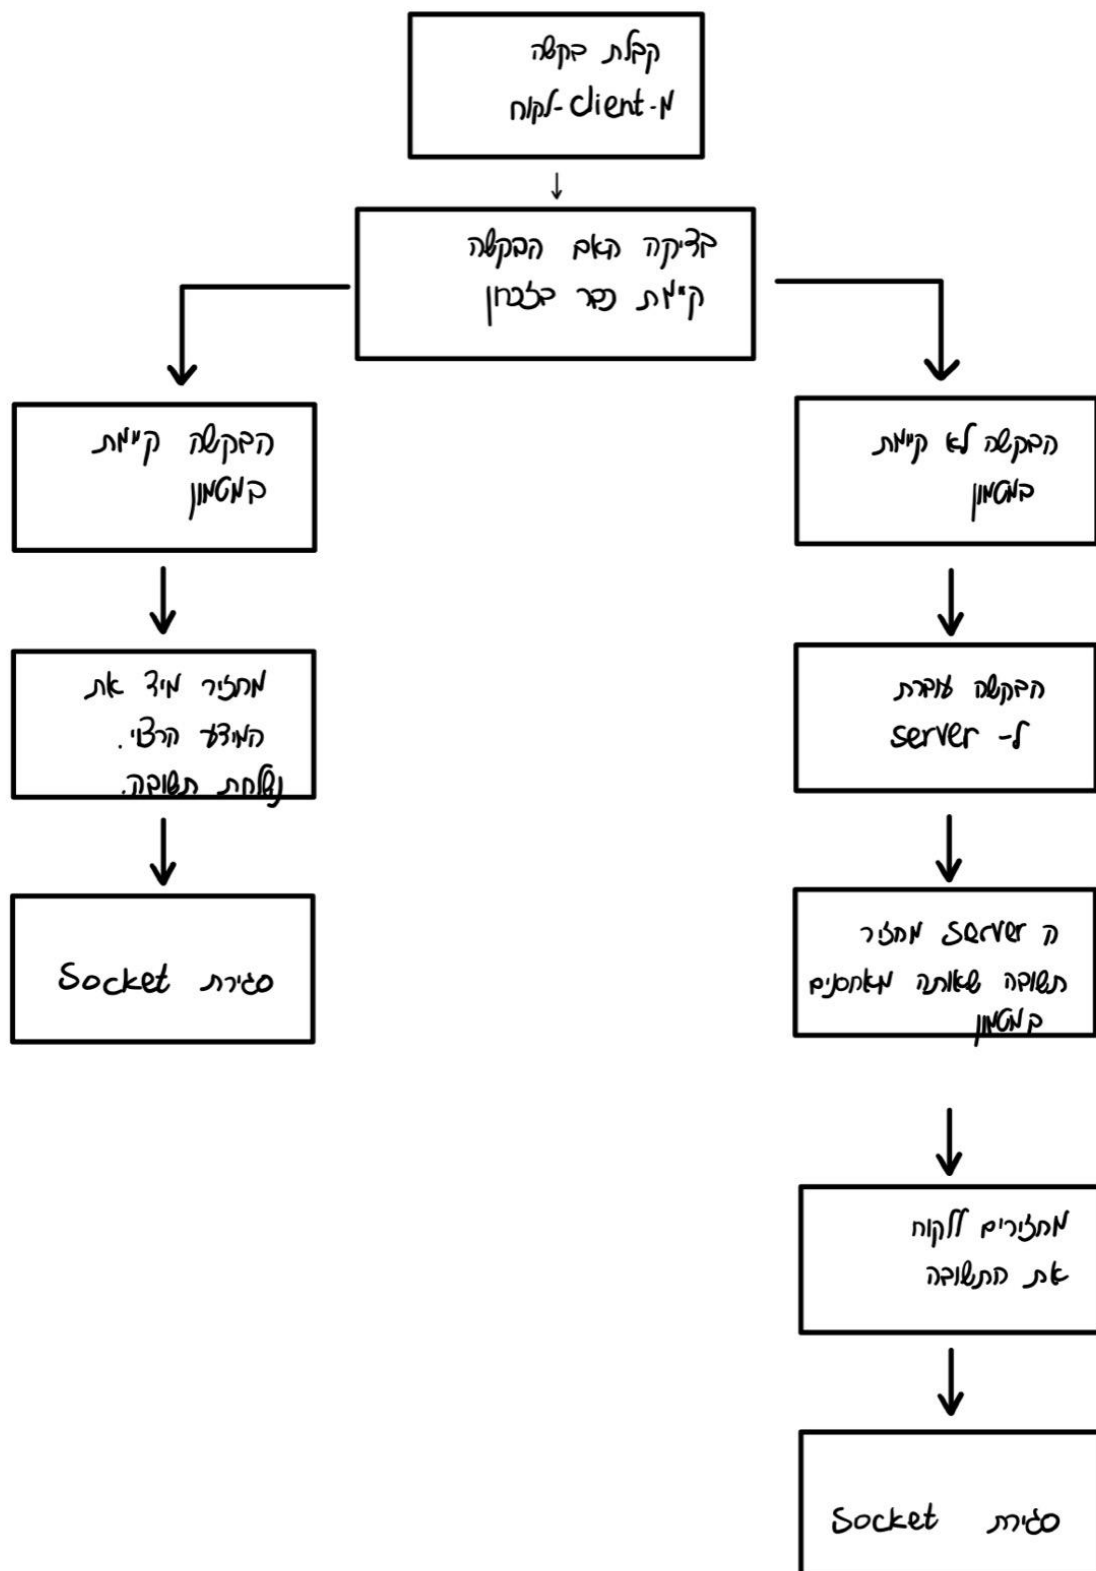 קבלת בקשה
מ-client-לקוח
בדיקה האם הבקשה
קיימת כבר בזכרון
הבקשה קיימת
במטמון
הבקשה לא קיימת
במטמון
מחזיר מיד את
המידע הרצוי.
נשלחת תשובה.
הבקשה עוברת
ל- server
סגירת Socket
ה server מחזיר
תשובה שאותה מאחסנים
במטמון
מחזירים ללקוח
את התשובה
סגירת Socket